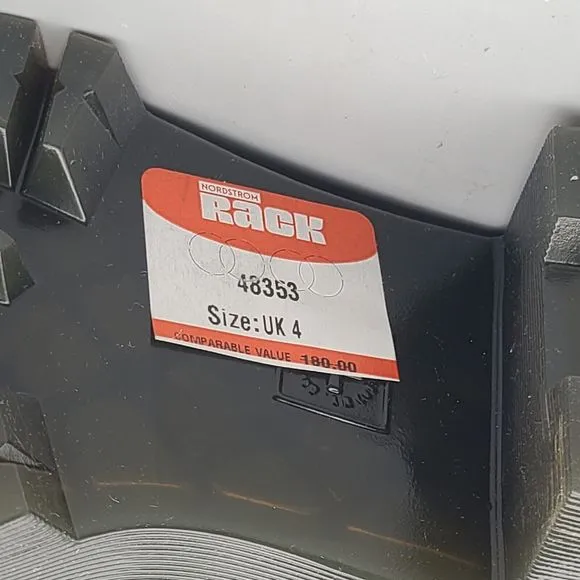 NORDSTROM
Rack
48353
Size: UK 4
COMPARABLE VALUE 180.00